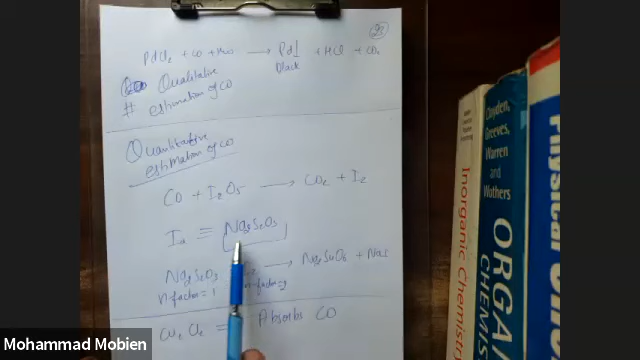 PdCl₂ + CO + H₂O ⟶ Pd↓ + HCl + CO₂
Black
Qualitative
# estimation of CO
Quantitative
estimation of CO
CO + I₂O₅ ⟶ CO₂ + I₂
I₂ ≡ Na₂S₂O₃
Na₂S₂O₃ ⟶ Na₂S₄O₆ + NaI
n-factor = 1 n-factor = 2
Cu₂Cl₂ = Absorbs CO
Inorganic Chemistry
Clayden,
Greeves,
Warren
and
Wothers
ORGANIC
CHEMISTRY
Physical
Mohammad Mobien